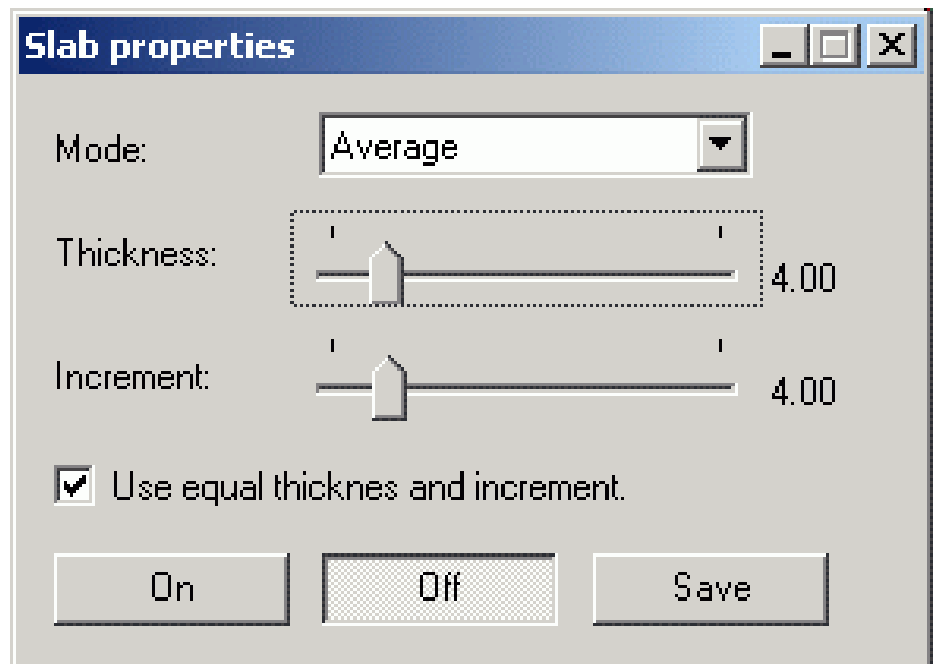 Slab properties
Mode:
Average
Thickness:
4.00
Increment:
4.00
Use equal thicknes and increment.
On
Off
Save